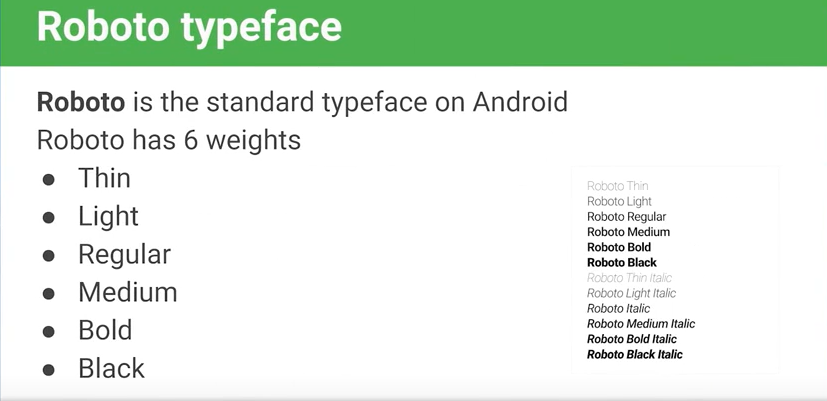 Roboto typeface
Roboto is the standard typeface on Android
Roboto has 6 weights
● Thin
● Light
● Regular
● Medium
● Bold
● Black
Roboto Thin
Roboto Light
Roboto Regular
Roboto Medium
Roboto Bold
Roboto Black
Roboto Thin Italic
Roboto Light Italic
Roboto Italic
Roboto Medium Italic
Roboto Bold Italic
Roboto Black Italic